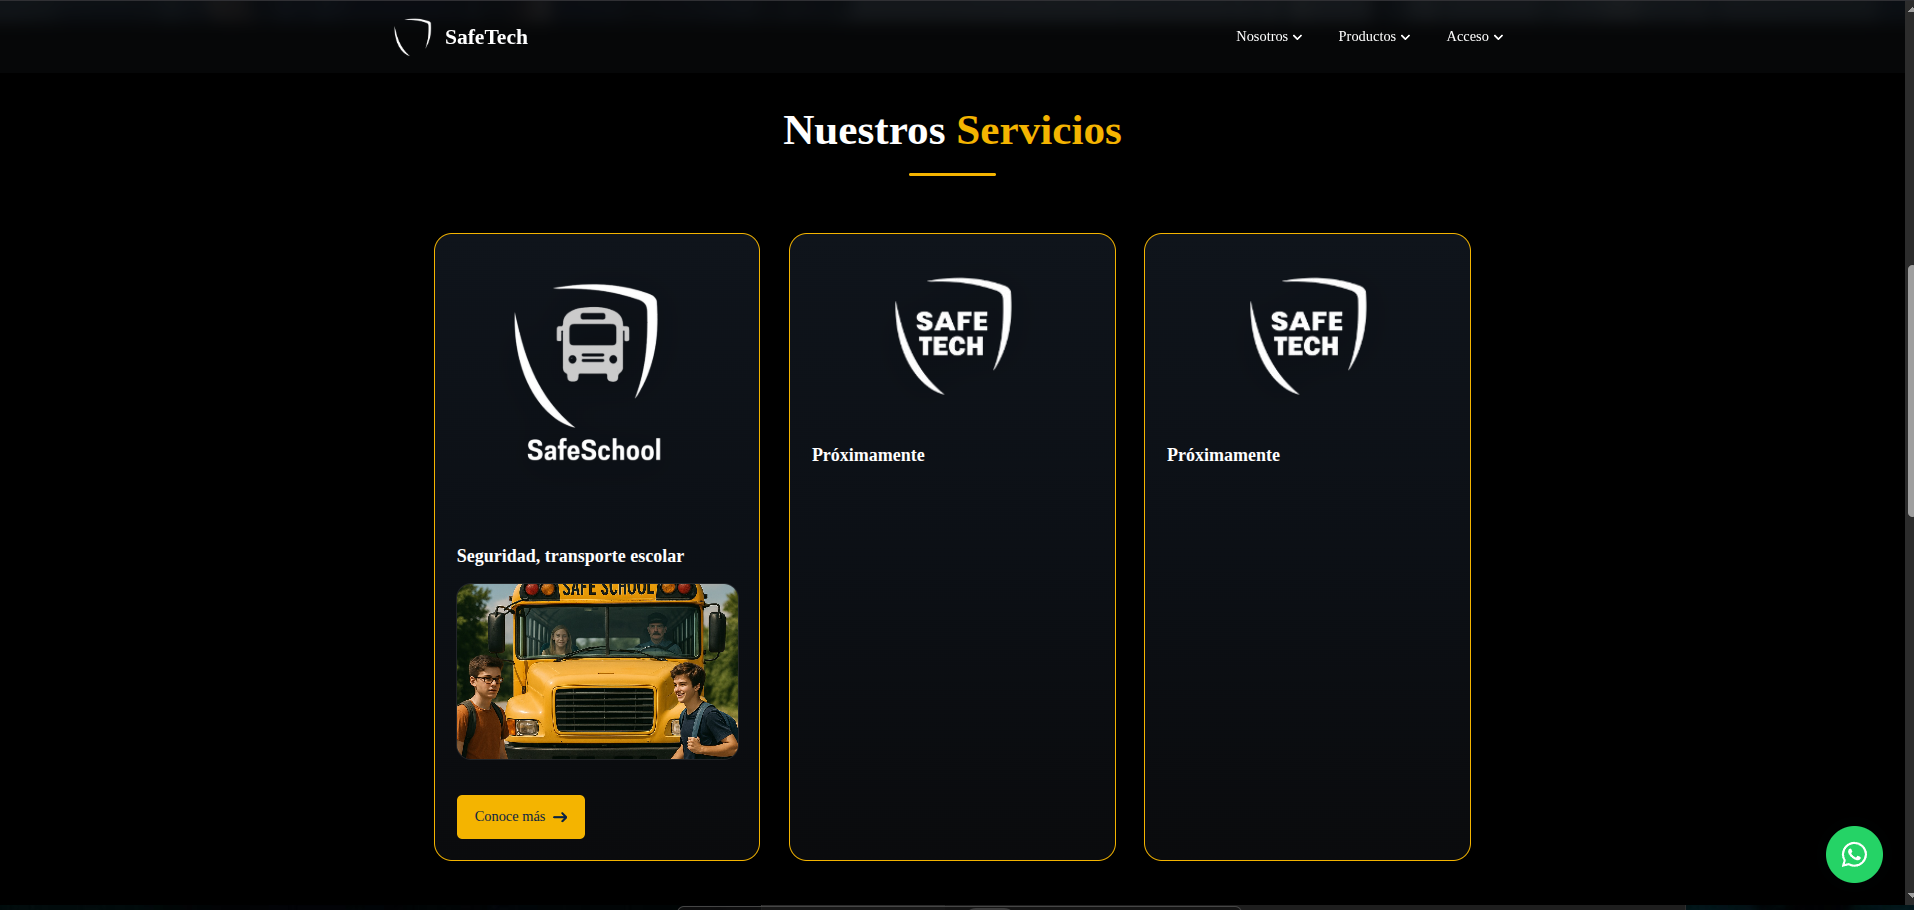 SafeTech
Nosotros
Productos
Acceso
Nuestros Servicios
SafeSchool
Seguridad, transporte escolar
SAFE SCHOOL
Conoce más
SAFE
TECH
Próximamente
SAFE
TECH
Próximamente